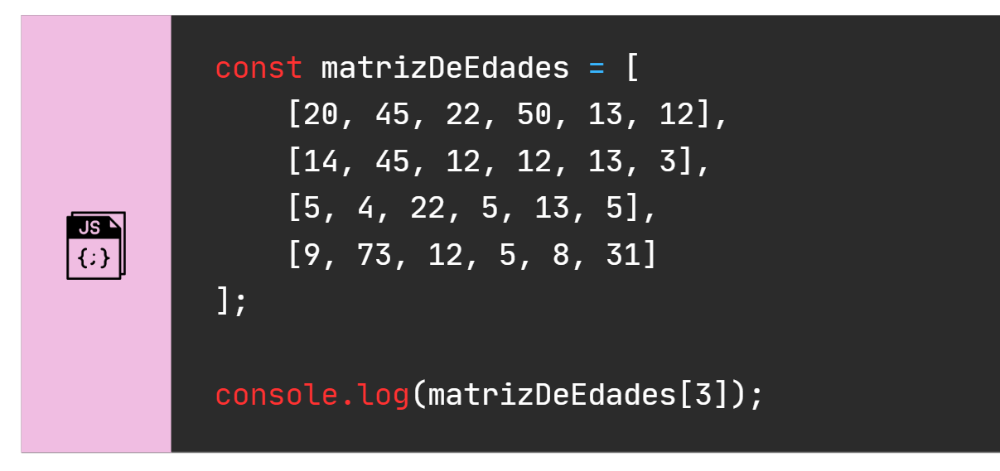 JS
{;}
const matrizDeEdades = [
    [20, 45, 22, 50, 13, 12],
    [14, 45, 12, 12, 13, 3],
    [5, 4, 22, 5, 13, 5],
    [9, 73, 12, 5, 8, 31]
];
console.log(matrizDeEdades[3]);